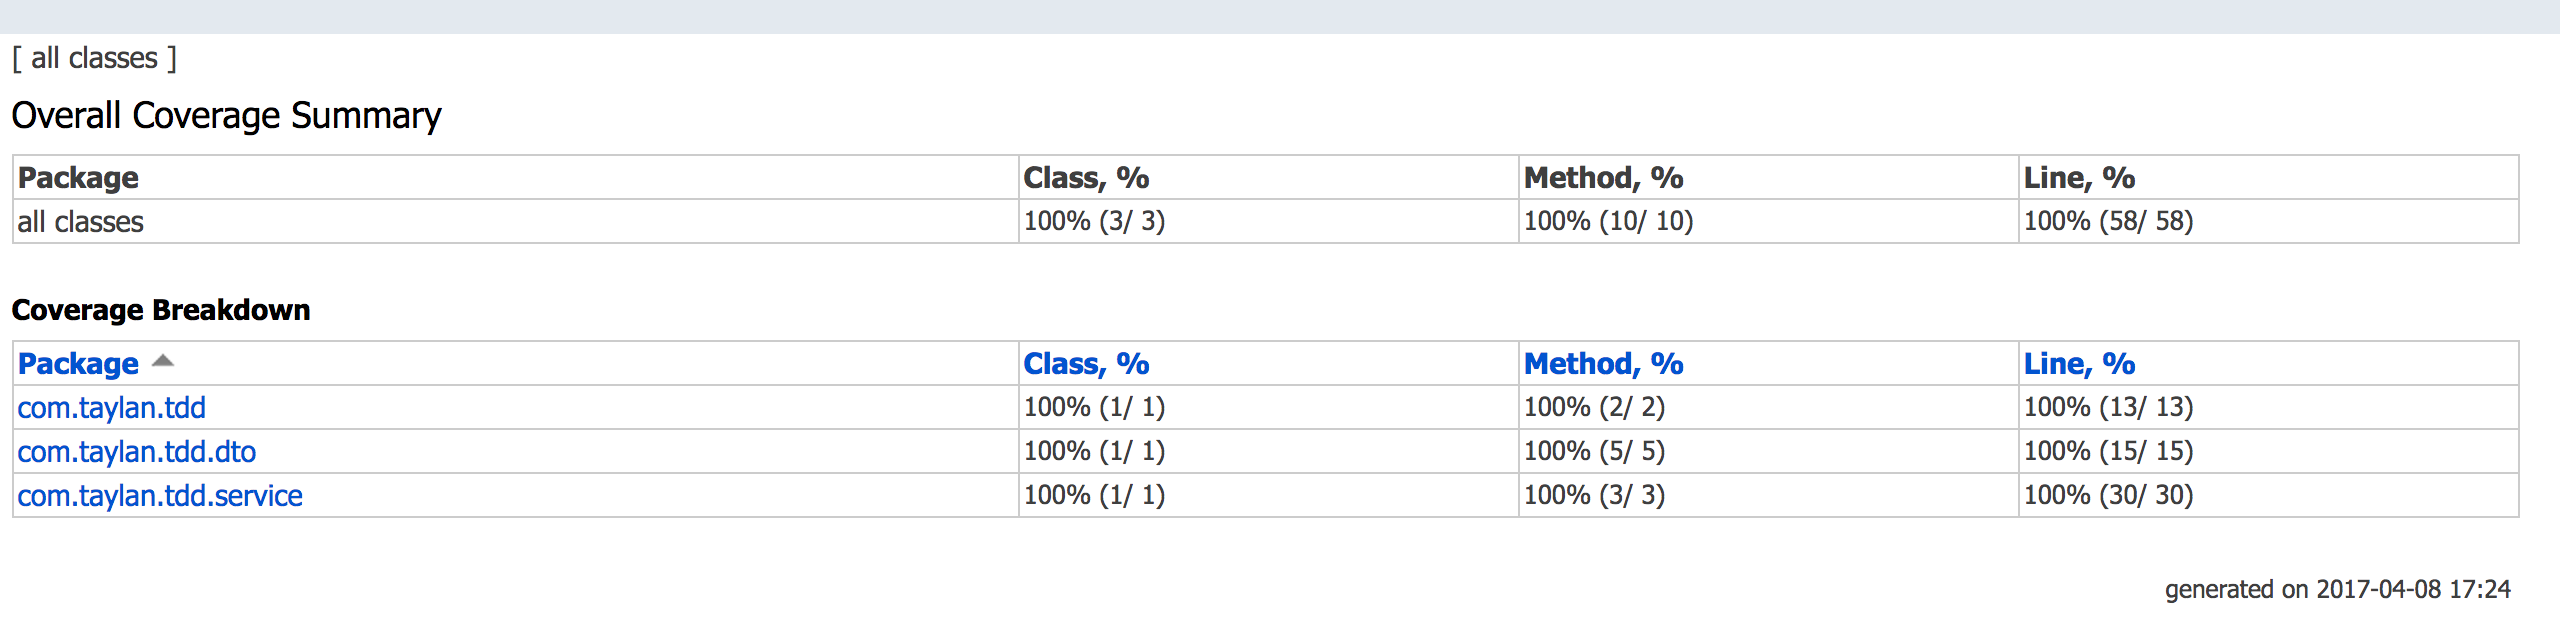 [ all classes ]
Overall Coverage Summary
Package Class, % Method, % Line, %
all classes 100% (3/ 3) 100% (10/ 10) 100% (58/ 58)
Coverage Breakdown
Package Class, % Method, % Line, %
com.taylan.tdd 100% (1/ 1) 100% (2/ 2) 100% (13/ 13)
com.taylan.tdd.dto 100% (1/ 1) 100% (5/ 5) 100% (15/ 15)
com.taylan.tdd.service 100% (1/ 1) 100% (3/ 3) 100% (30/ 30)
generated on 2017-04-08 17:24